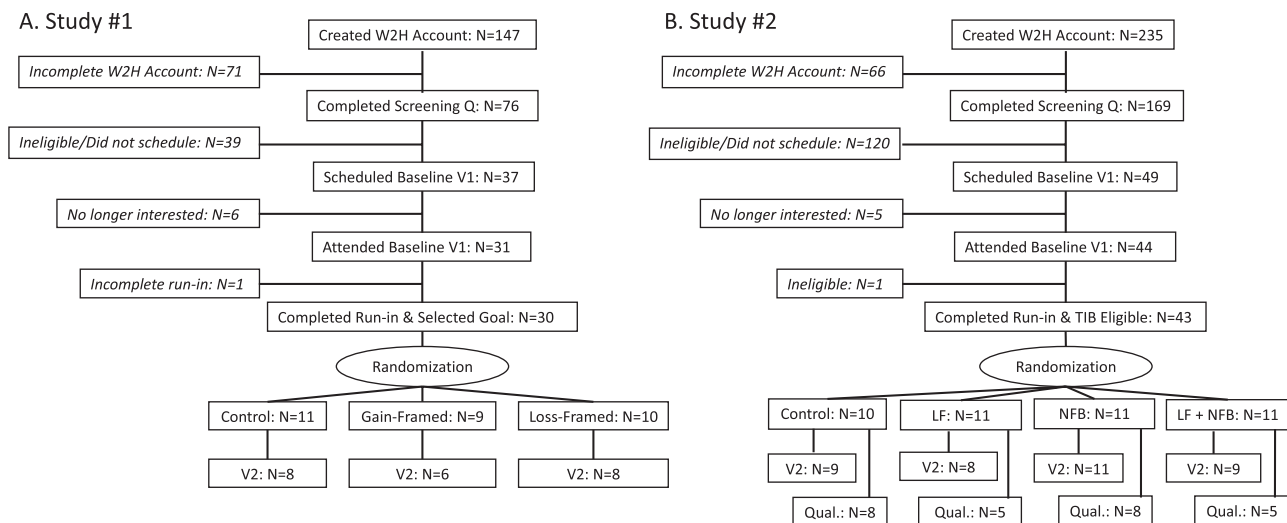 A. Study #1
Created W2H Account: N=147
Incomplete W2H Account: N=71
Completed Screening Q: N=76
Ineligible/Did not schedule: N=39
Scheduled Baseline V1: N=37
No longer interested: N=6
Attended Baseline V1: N=31
Incomplete run-in: N=1
Completed Run-in & Selected Goal: N=30
Randomization
Control: N=11
Gain-Framed: N=9
Loss-Framed: N=10
V2: N=8
V2: N=6
V2: N=8
B. Study #2
Created W2H Account: N=235
Incomplete W2H Account: N=66
Completed Screening Q: N=169
Ineligible/Did not schedule: N=120
Scheduled Baseline V1: N=49
No longer interested: N=5
Attended Baseline V1: N=44
Ineligible: N=1
Completed Run-in & TIB Eligible: N=43
Randomization
Control: N=10
LF: N=11
NFB: N=11
LF + NFB: N=11
V2: N=9
V2: N=8
V2: N=11
V2: N=9
Qual.: N=8
Qual.: N=5
Qual.: N=8
Qual.: N=5